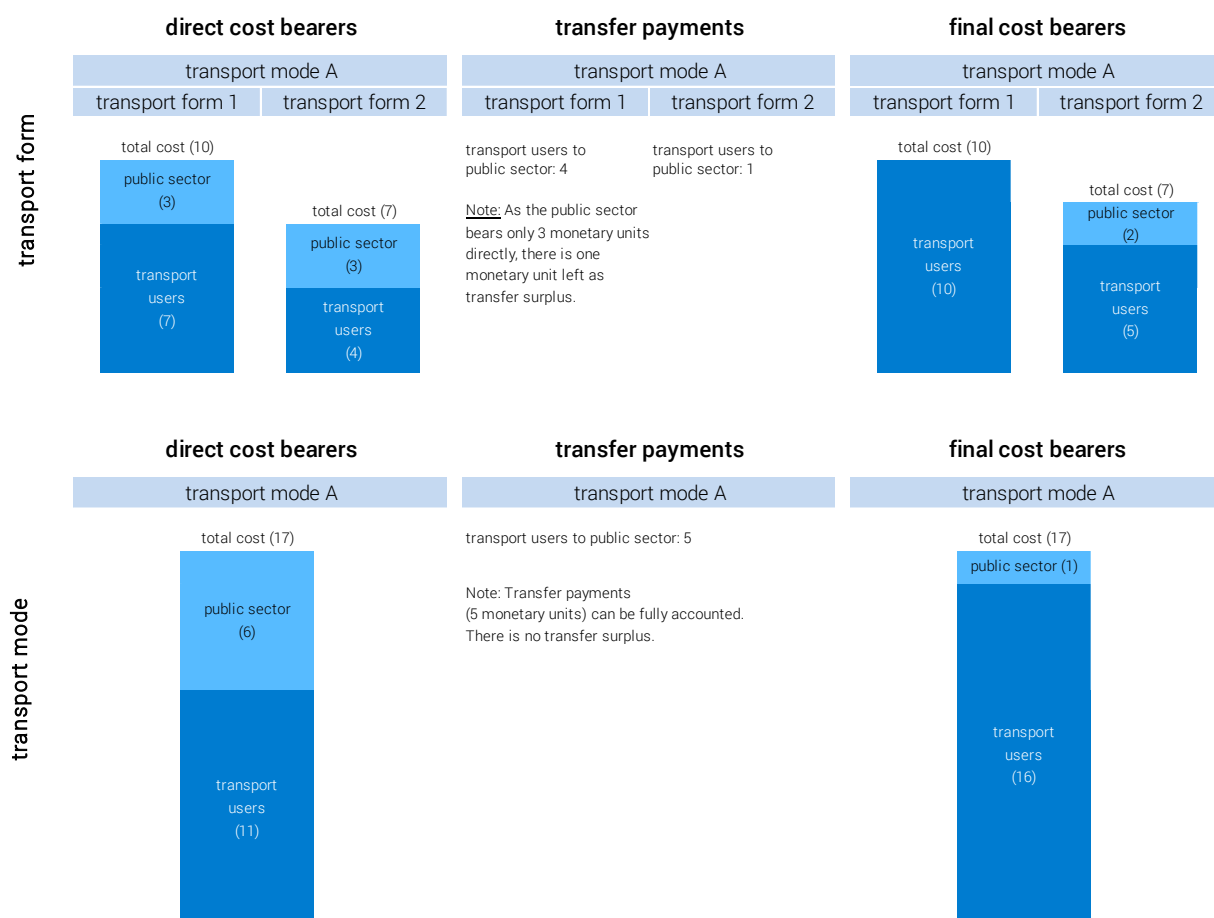 direct cost bearers
transport mode A
transport form 1
transport form 2
total cost (10)
public sector
(3)
transport
users
(7)
total cost (7)
public sector
(3)
transport
users
(4)
transfer payments
transport mode A
transport form 1
transport form 2
transport users to
public sector: 4
Note: As the public sector
bears only 3 monetary units
directly, there is one
monetary unit left as
transfer surplus.
transport users to
public sector: 1
final cost bearers
transport mode A
transport form 1
transport form 2
total cost (10)
transport
users
(10)
total cost (7)
public sector
(2)
transport
users
(5)
transport form
direct cost bearers
transport mode A
total cost (17)
public sector
(6)
transport
users
(11)
transfer payments
transport mode A
transport users to public sector: 5
Note: Transfer payments
(5 monetary units) can be fully accounted.
There is no transfer surplus.
final cost bearers
transport mode A
total cost (17)
public sector (1)
transport
users
(16)
transport mode